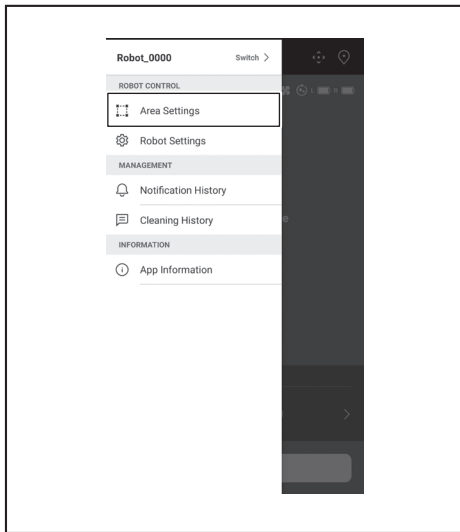 Robot_0000
Switch
ROBOT CONTROL
Area Settings
Robot Settings
MANAGEMENT
Notification History
Cleaning History
INFORMATION
App Information
L
R
e